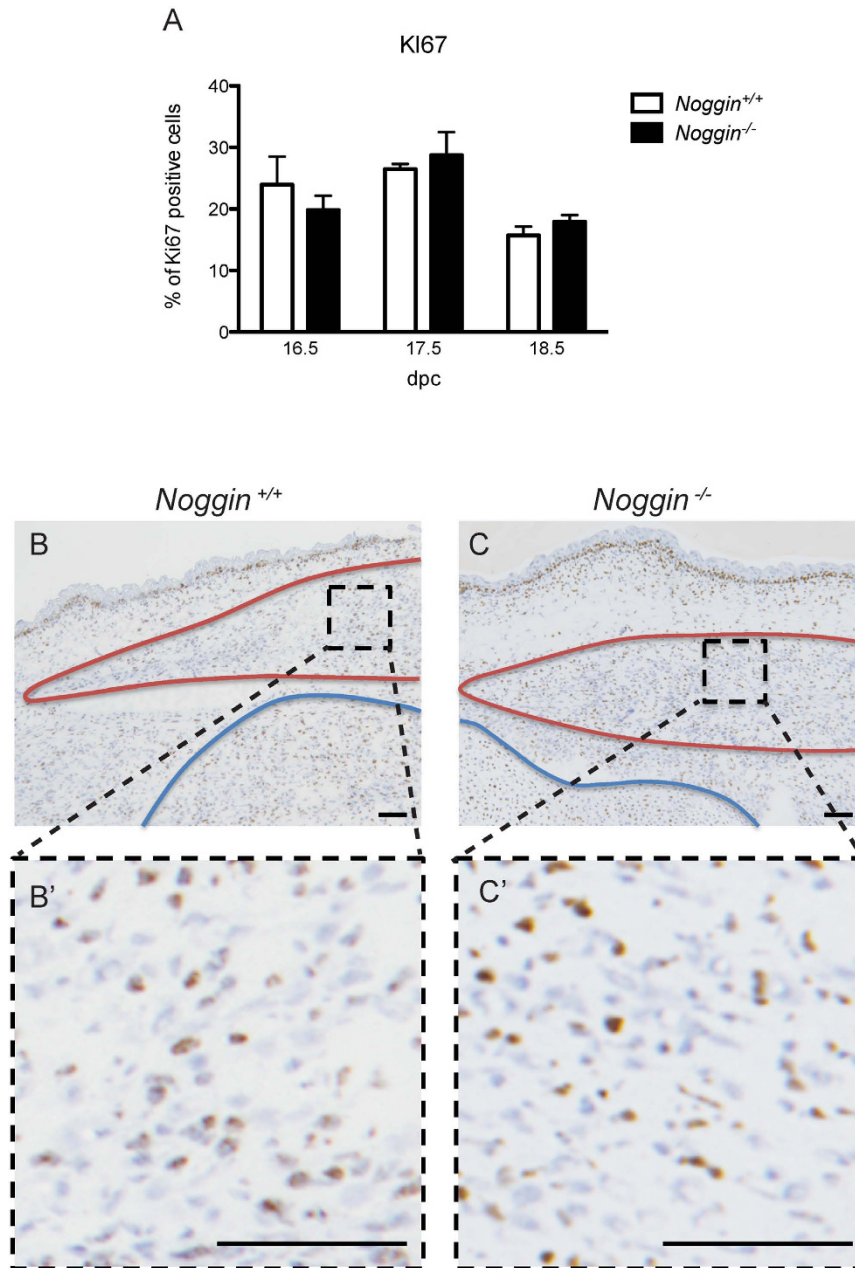 A
KI67
40
30
20
10
0
% of Ki67 positive cells
16.5 17.5 18.5
dpc
Noggin+/+
Noggin-/-
Noggin +/+ Noggin -/-
B C
B' C'